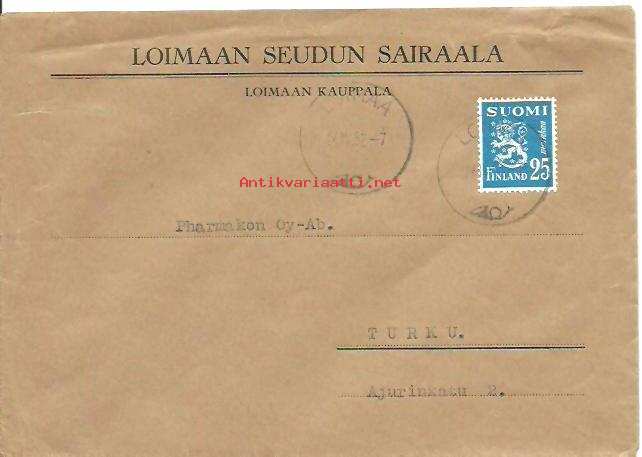 LOIMAAN SEUDUN SAIRAALA
LOIMAAN KAUPPALA
SUOMI
FINLAND 25
Antikvariaatti.net
Pharmakon Oy-Ab.
TURKU.
Ajurinkatu 2.